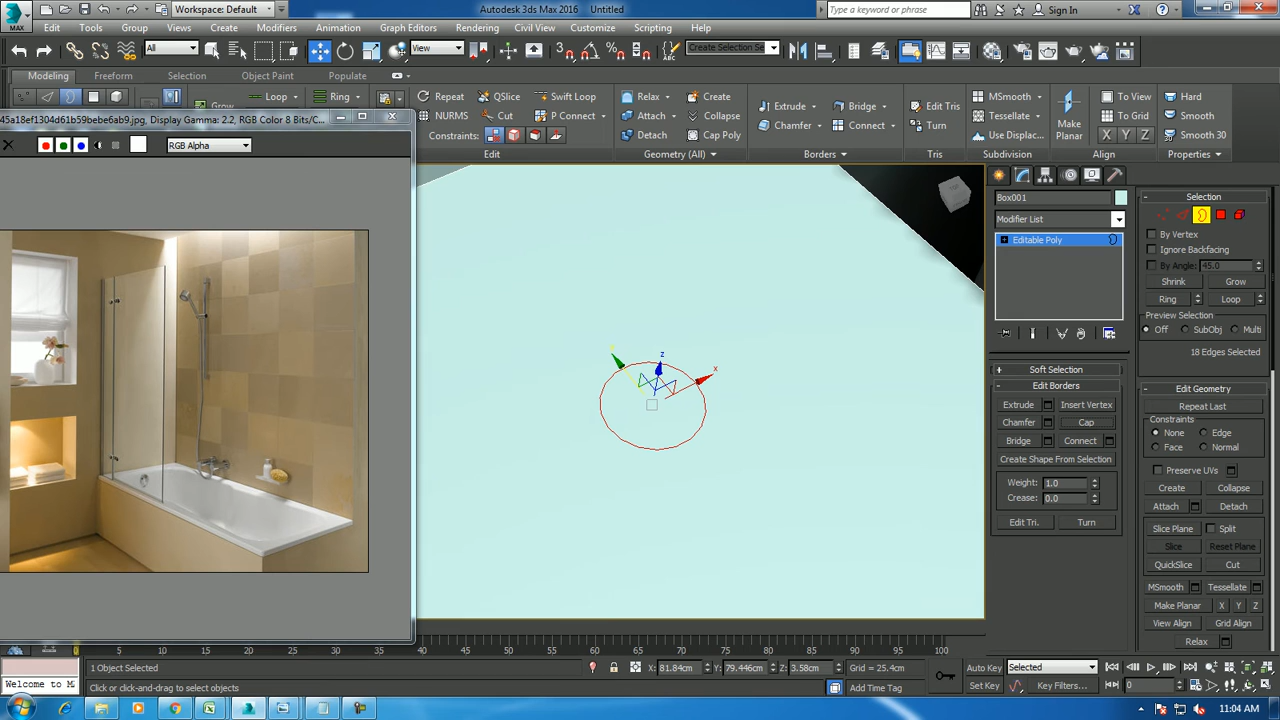 Workspace: Default
Autodesk 3ds Max 2016 Untitled
Type a keyword or phrase
Sign In
MAX
Edit Tools Group Views Create Modifiers Animation Graph Editors Rendering Civil View Customize Scripting Help
All
View
Create Selection Se
Modeling Freeform Selection Object Paint Populate
Grow
Loop
Ring
Repeat QSlice Swift Loop
NURMS Cut P Connect
Constraints:
Edit
Relax Create
Attach Collapse
Detach Cap Poly
Geometry (All)
Extrude Bridge
Chamfer Connect
Borders
Edit Tris
Turn
Tris
MSmooth
Tessellate
Use Displac...
Subdivision
Make Planar
To View
To Grid
X Y Z
Align
Hard
Smooth
Smooth 30
Properties
45a18ef1304d61b59bebe6ab9.jpg, Display Gamma: 2.2, RGB Color 8 Bits/C...
RGB Alpha
z
x
Box001
Modifier List
Editable Poly
Soft Selection
Edit Borders
Extrude Insert Vertex
Chamfer Cap
Bridge Connect
Create Shape From Selection
Weight: 1.0
Crease: 0.0
Edit Tri. Turn
Selection
By Vertex
Ignore Backfacing
By Angle: 45.0
Shrink Grow
Ring Loop
Preview Selection
Off SubObj Multi
18 Edges Selected
Edit Geometry
Repeat Last
Constraints
None Edge
Face Normal
Preserve UVs
Create Collapse
Attach Detach
Slice Plane Split
Slice Reset Plane
QuickSlice Cut
MSmooth Tessellate
Make Planar X Y Z
View Align Grid Align
Relax
0 5 10 15 20 25 30 35 40 45 50 55 60 65 70 75 80 85 90 95 100
1 Object Selected
X: 81.84cm Y: 79.446cm Z: 3.58cm Grid = 25.4cm
Auto Key Selected
Welcome to M
Click or click-and-drag to select objects
Add Time Tag
Set Key Key Filters...
0
11:04 AM